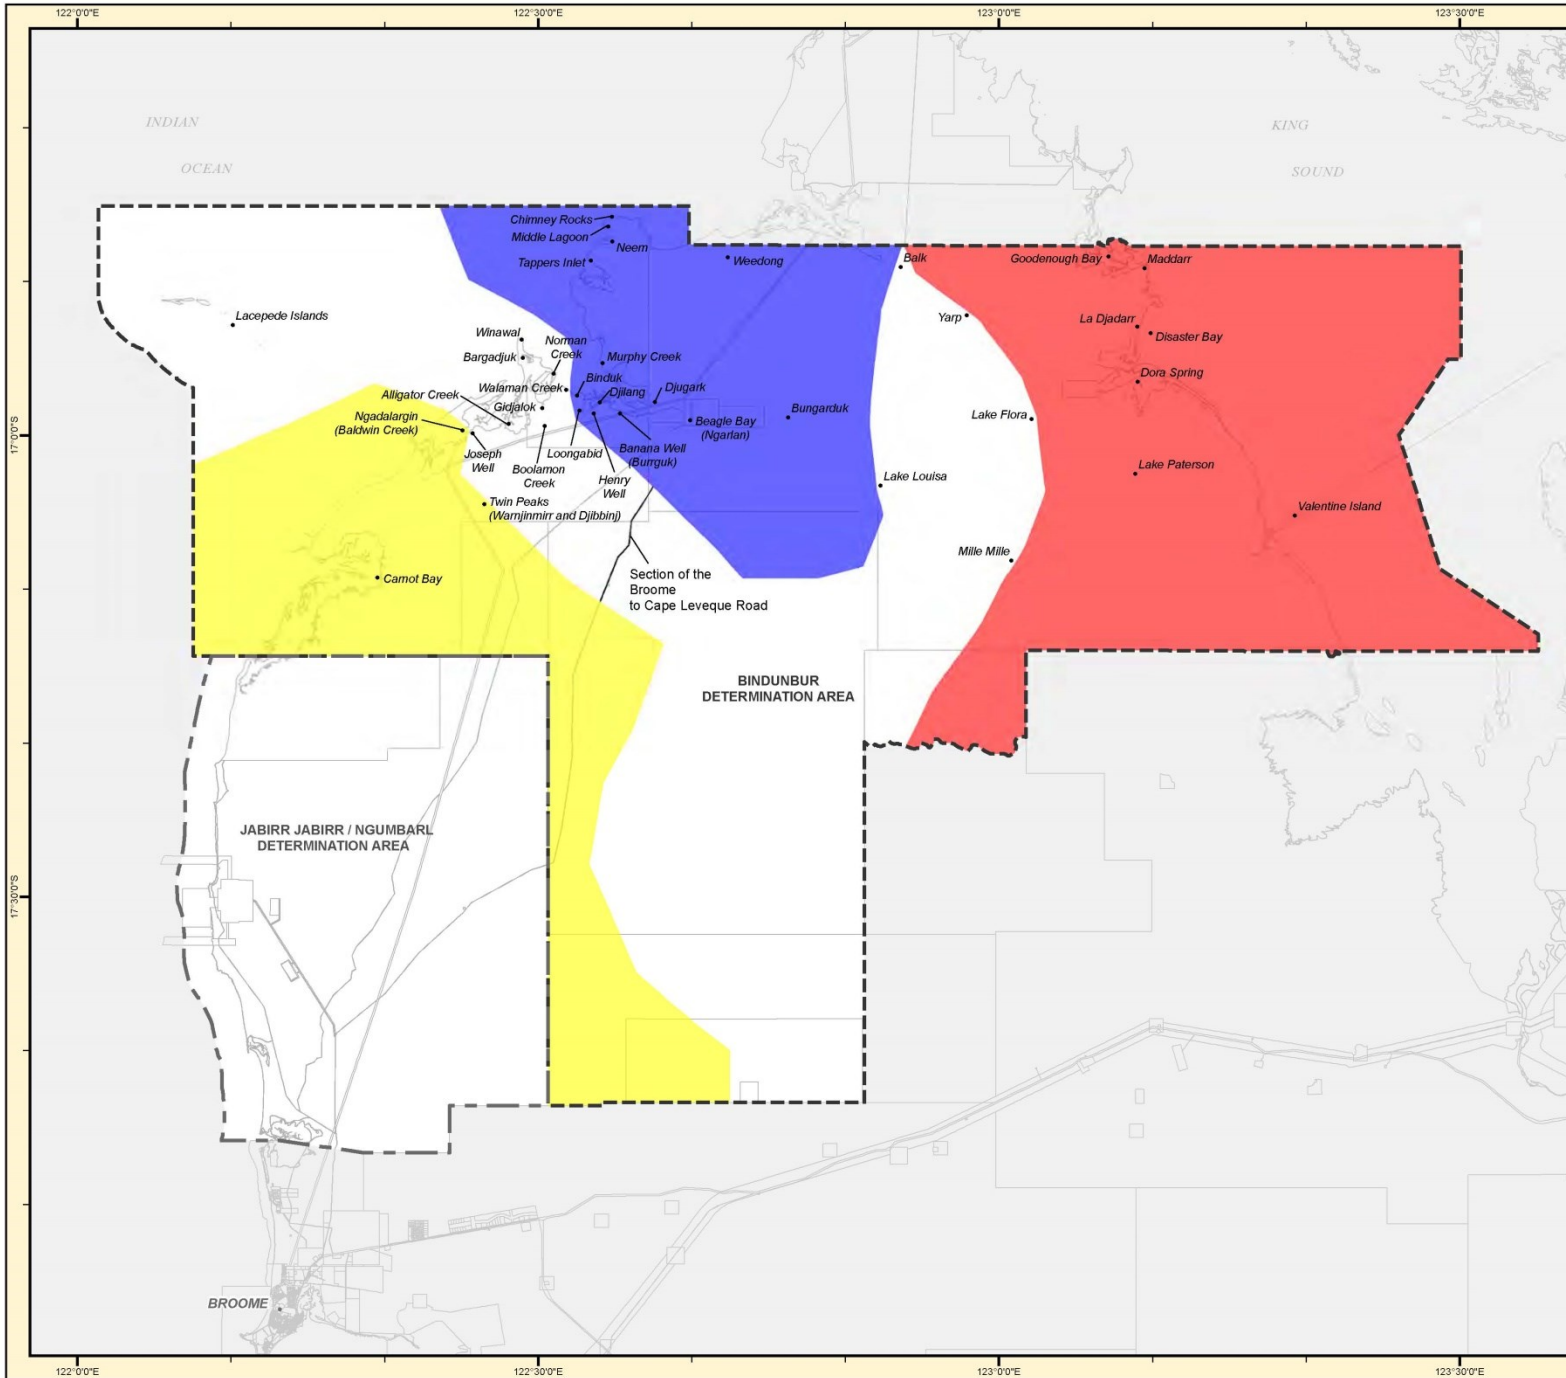 122°0'0"E
122°30'0"E
123°0'0"E
123°30'0"E
INDIAN
OCEAN
KING
SOUND
Chimney Rocks
Middle Lagoon
Neem
Tappers Inlet
Weedong
Balk
Goodenough Bay
Maddarr
Lacepede Islands
Yarp
La Djadarr
Disaster Bay
Winawal
Norman
Creek
Bargadjuk
Murphy Creek
Dora Spring
Binduk
Walaman Creek
Djilang
Djugark
Alligator Creek
Gidjalok
Bungarduk
Lake Flora
Ngadalargin
(Baldwin Creek)
Beagle Bay
(Ngarlan)
17°0'0"S
Joseph
Well
Loongabid
Banana Well
(Burrguk)
Boolamon
Creek
Henry
Well
Lake Louisa
Lake Paterson
Twin Peaks
(Warnjinmirr and Djibbinj)
Valentine Island
Mille Mille
Carnot Bay
Section of the
Broome
to Cape Leveque Road
BINDUNBUR
DETERMINATION AREA
JABIRR JABIRR / NGUMBARL
DETERMINATION AREA
17°30'0"S
BROOME
122°0'0"E
122°30'0"E
123°0'0"E
123°30'0"E